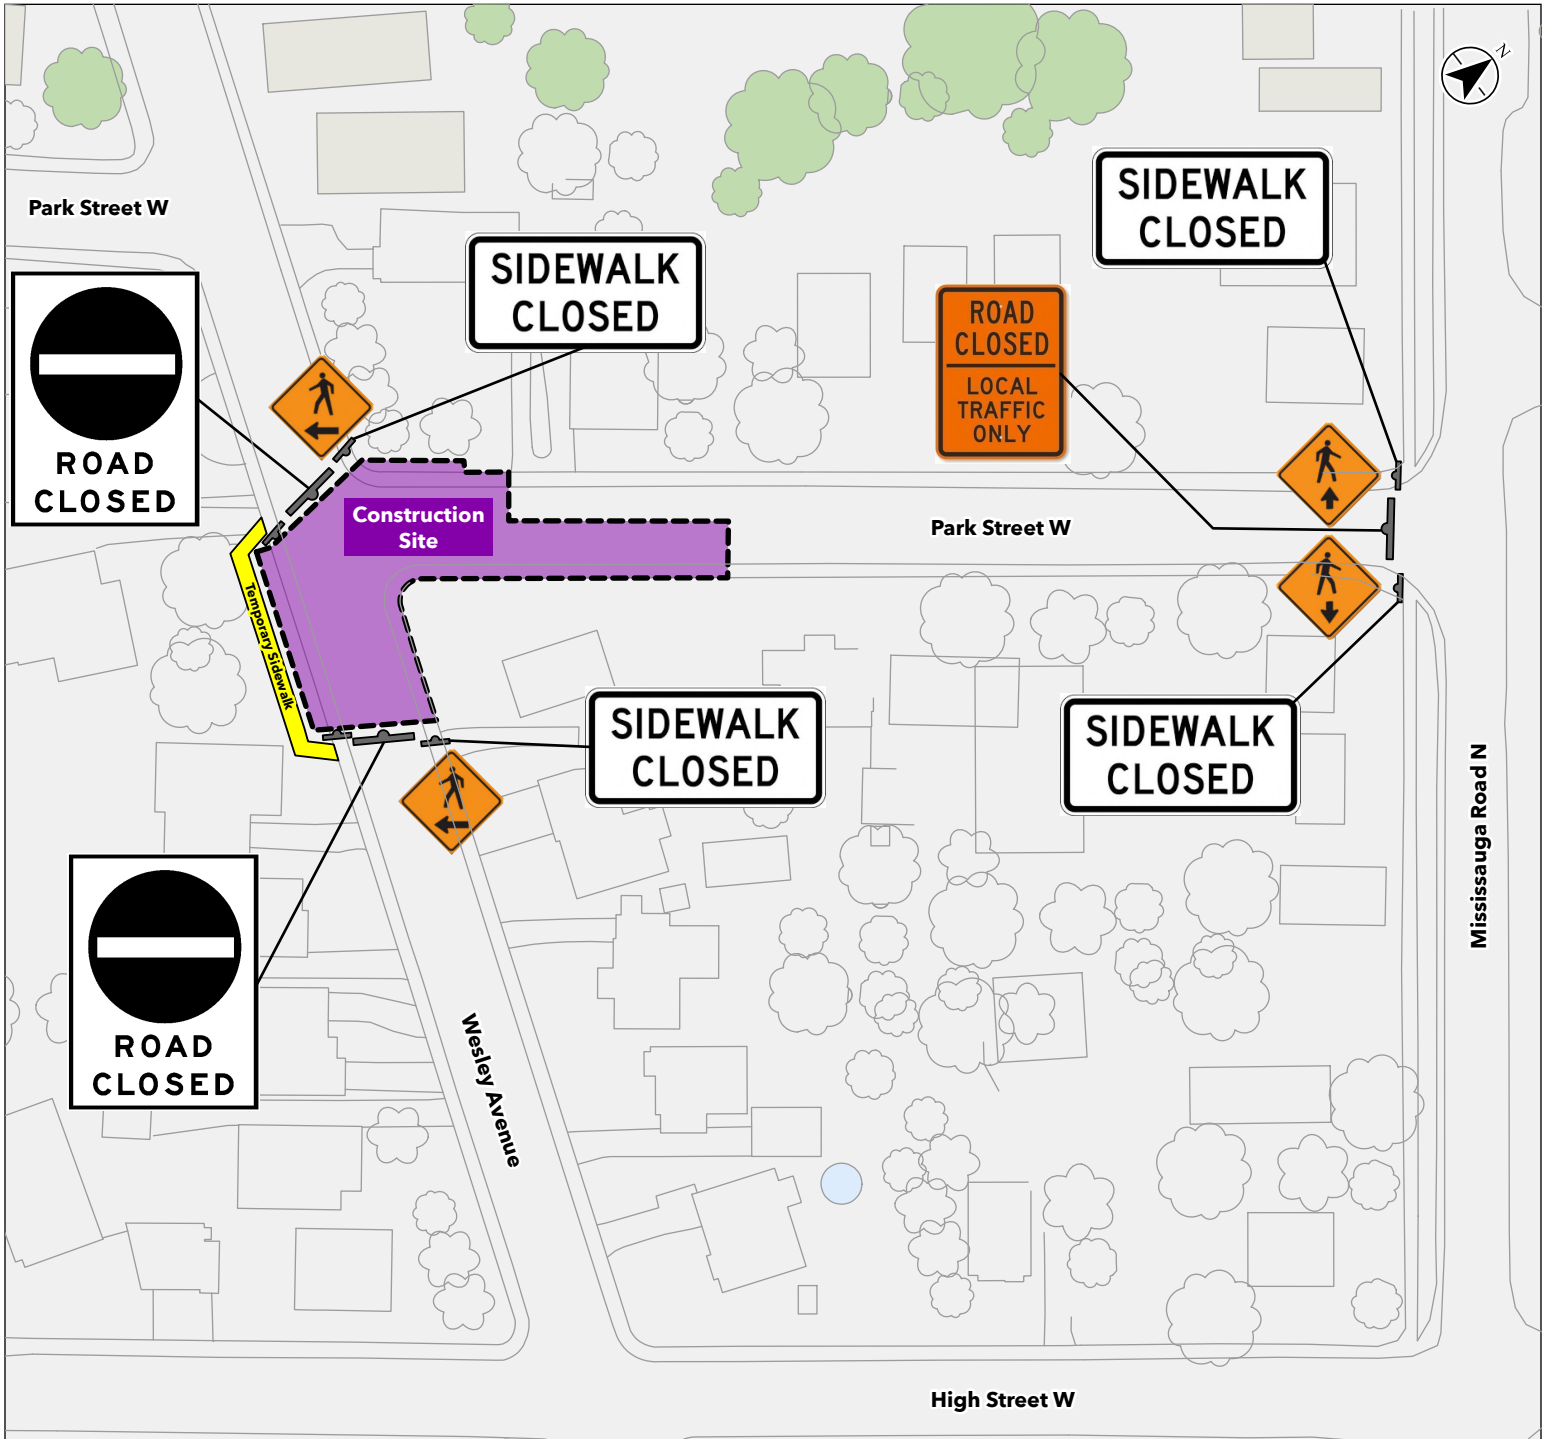 N
SIDEWALK
CLOSED
Park Street W
SIDEWALK
CLOSED
ROAD
CLOSED
LOCAL
TRAFFIC
ONLY
ROAD
CLOSED
Construction
Site
Park Street W
Temporary Sidewalk
SIDEWALK
CLOSED
SIDEWALK
CLOSED
Mississauga Road N
ROAD
CLOSED
Wesley Avenue
High Street W